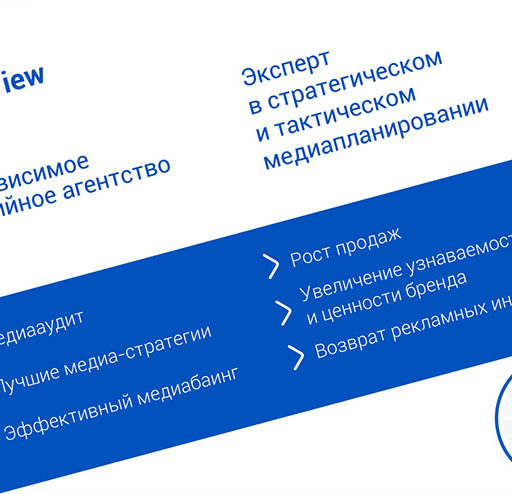 iew
висимое
йное агентство
Эксперт
в стратегическом
и тактическом
медиапланировании
едиааудит
Лучшие медиа-стратегии
Эффективный медиабаинг
Рост продаж
Увеличение узнаваемост
и ценности бренда
Возврат рекламных ин